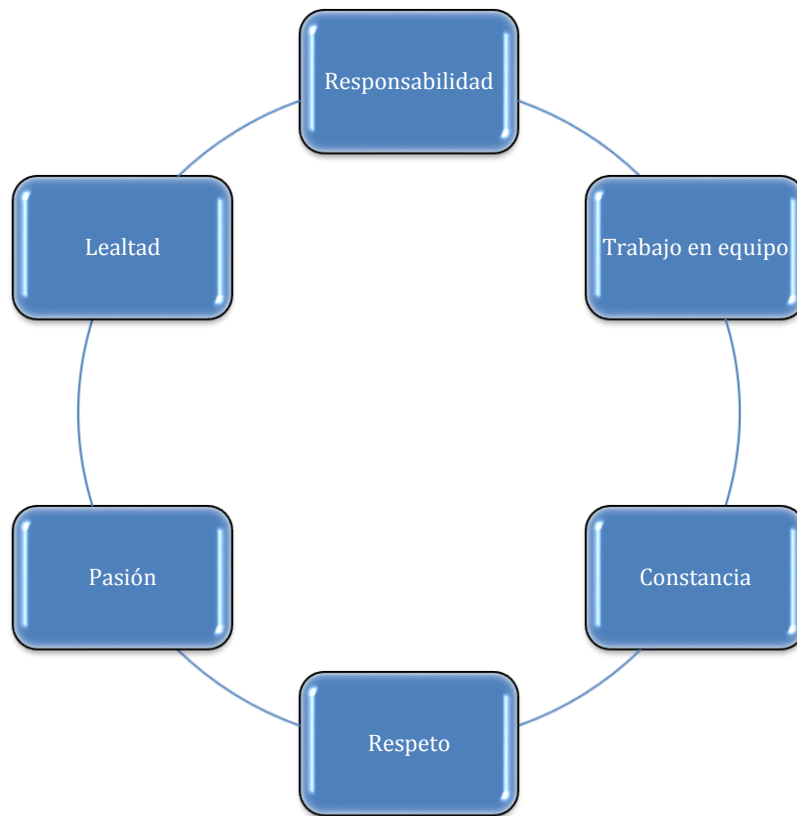 Responsabilidad
Trabajo en equipo
Constancia
Respeto
Pasión
Lealtad